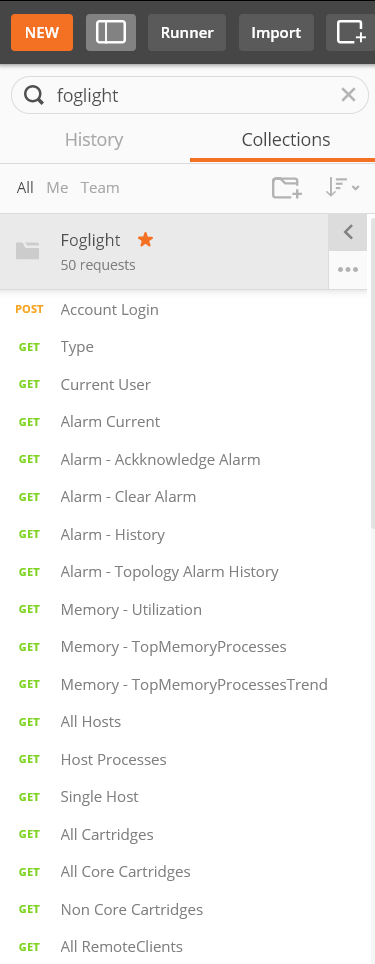 NEW Runner Import
foglight
History Collections
All Me Team
Foglight
50 requests
POST Account Login
GET Type
GET Current User
GET Alarm Current
GET Alarm - Ackknowledge Alarm
GET Alarm - Clear Alarm
GET Alarm - History
GET Alarm - Topology Alarm History
GET Memory - Utilization
GET Memory - TopMemoryProcesses
GET Memory - TopMemoryProcessesTrend
GET All Hosts
GET Host Processes
GET Single Host
GET All Cartridges
GET All Core Cartridges
GET Non Core Cartridges
GET All RemoteClients